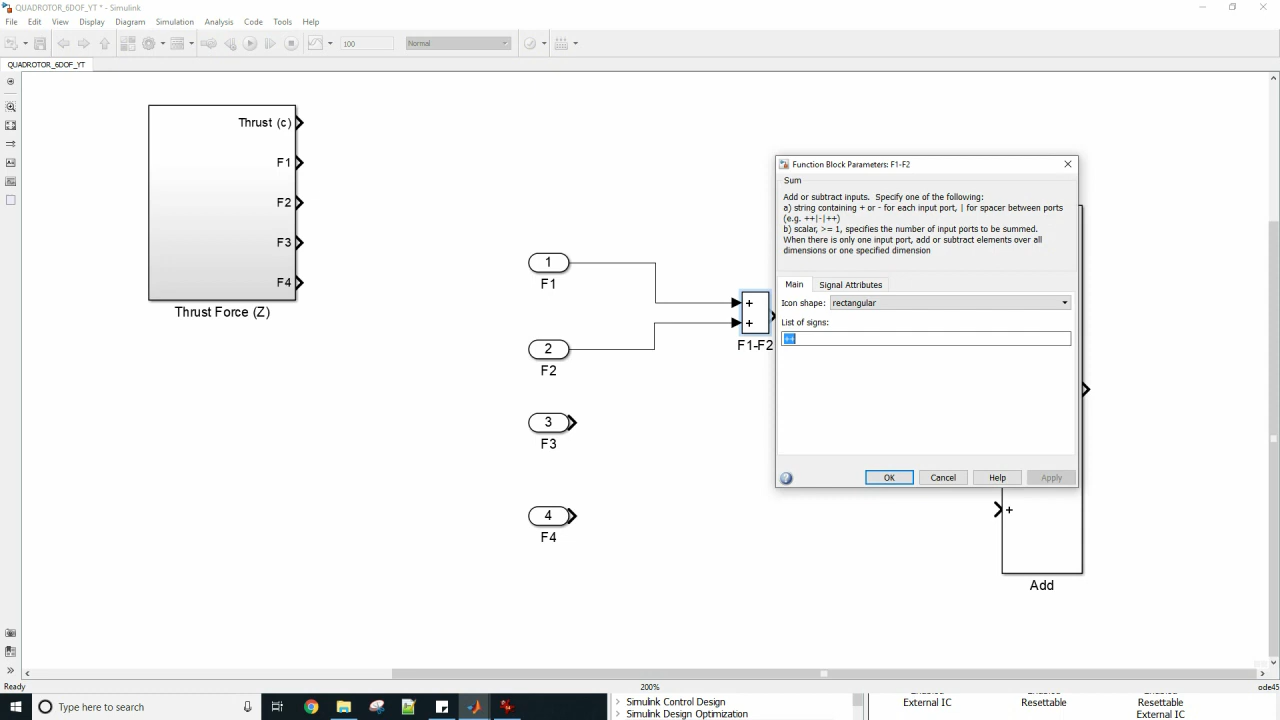 QUADROTOR_6DOF_YT * - Simulink
File Edit View Display Diagram Simulation Analysis Code Tools Help
100 Normal
QUADROTOR_6DOF_YT
Thrust (c)
F1
F2
F3
F4
Thrust Force (Z)
1
F1
2
F2
3
F3
4
F4
+
+
F1-F2
Function Block Parameters: F1-F2
Sum
Add or subtract inputs. Specify one of the following:
a) string containing + or - for each input port, | for spacer between ports
(e.g. ++|-|++)
b) scalar, >= 1, specifies the number of input ports to be summed.
When there is only one input port, add or subtract elements over all
dimensions or one specified dimension
Main Signal Attributes
Icon shape: rectangular
List of signs:
++
OK Cancel Help Apply
+
Add
Ready 200% ode45
Type here to search
Simulink Control Design
Simulink Design Optimization
External IC Resettable Resettable
External IC